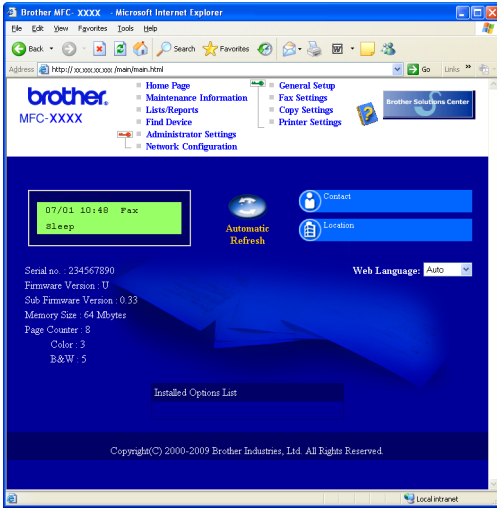 Brother MFC- XXXX - Microsoft Internet Explorer
File Edit View Favorites Tools Help
Back Search Favorites
Address http://xx.xxx.xxx.xxx /main/main.html Go Links »
brother.
MFC-XXXX
Home Page
Maintenance Information
Lists/Reports
Find Device
Administrator Settings
Network Configuration
General Setup
Fax Settings
Copy Settings
Printer Settings
Brother Solutions Center
07/01 10:48 Fax
Sleep
Automatic
Refresh
Contact
Location
Serial no. : 234567890
Firmware Version : U
Sub Firmware Version : 0.33
Memory Size : 64 Mbytes
Page Counter : 8
Color : 3
B&W : 5
Web Language: Auto
Installed Options List
Copyright(C) 2000-2009 Brother Industries, Ltd. All Rights Reserved.
Local intranet